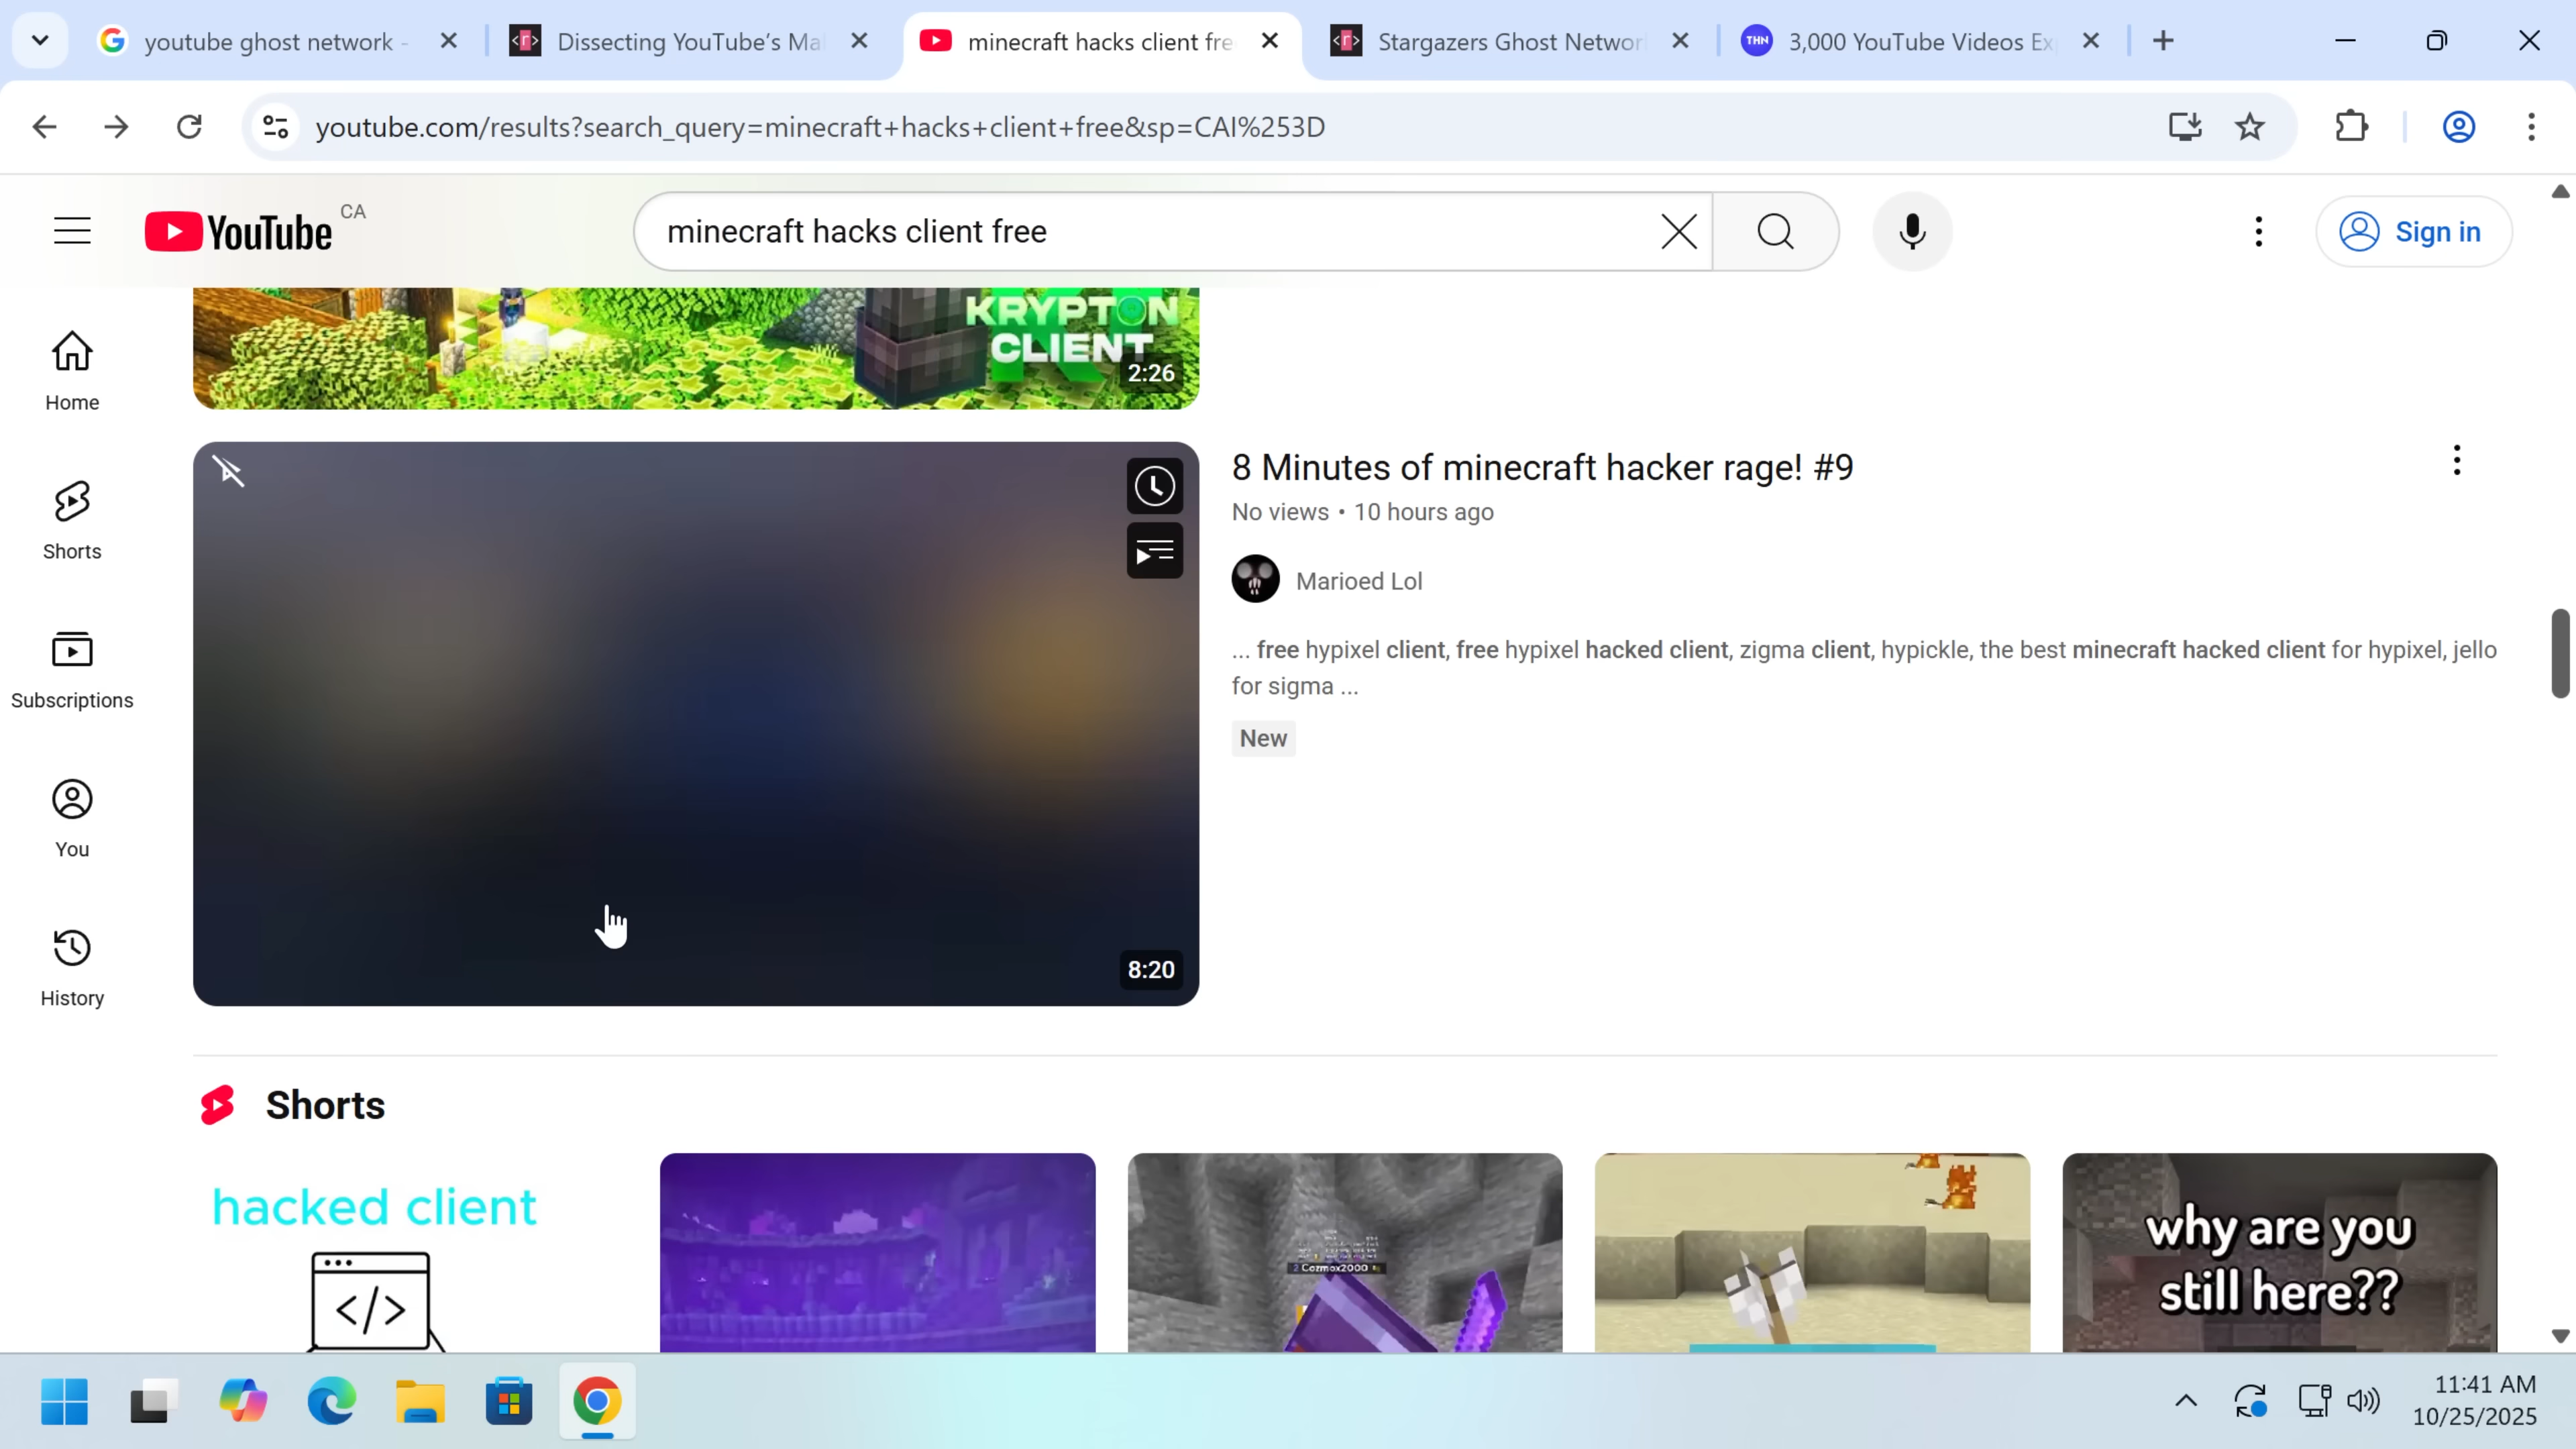 youtube ghost network -
Dissecting YouTube's Ma
minecraft hacks client fre
Stargazers Ghost Networ
THN
3,000 YouTube Videos Ex
youtube.com/results?search_query=minecraft+hacks+client+free&sp=CAI%253D
YouTube CA
minecraft hacks client free
Sign in
Home
Shorts
Subscriptions
You
History
KRYPTON
CLIENT
2:26
8 Minutes of minecraft hacker rage! #9
No views • 10 hours ago
Marioed Lol
... free hypixel client, free hypixel hacked client, zigma client, hypickle, the best minecraft hacked client for hypixel, jello
for sigma ...
New
8:20
Shorts
hacked client
</>
2 Cozmox2000
why are you
still here??
11:41 AM
10/25/2025